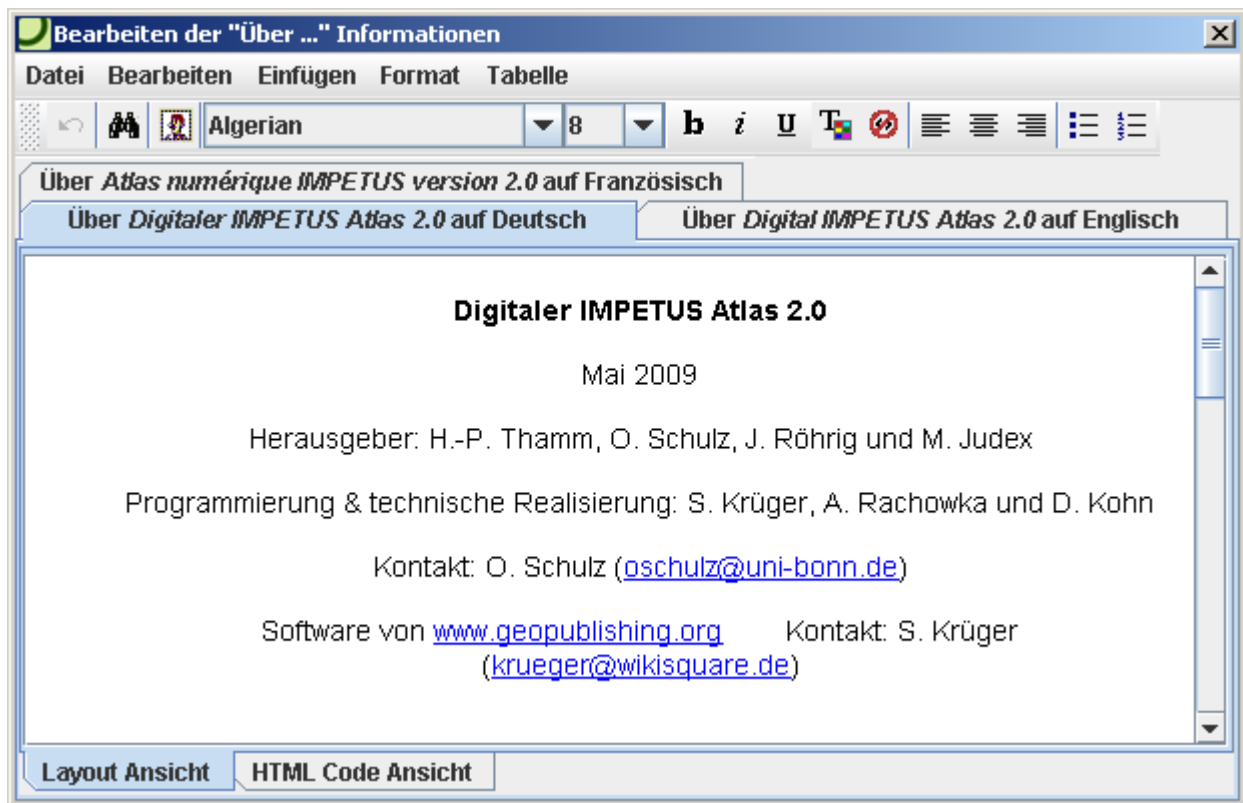 Bearbeiten der "Über ..." Informationen
Datei Bearbeiten Einfügen Format Tabelle
Algerian 8 b i U
Über Atlas numérique IMPETUS version 2.0 auf Französisch
Über Digitaler IMPETUS Atlas 2.0 auf Deutsch Über Digital IMPETUS Atlas 2.0 auf Englisch
Digitaler IMPETUS Atlas 2.0
Mai 2009
Herausgeber: H.-P. Thamm, O. Schulz, J. Röhrig und M. Judex
Programmierung & technische Realisierung: S. Krüger, A. Rachowka und D. Kohn
Kontakt: O. Schulz (oschulz@uni-bonn.de)
Software von www.geopublishing.org Kontakt: S. Krüger
(krueger@wikisquare.de)
Layout Ansicht HTML Code Ansicht